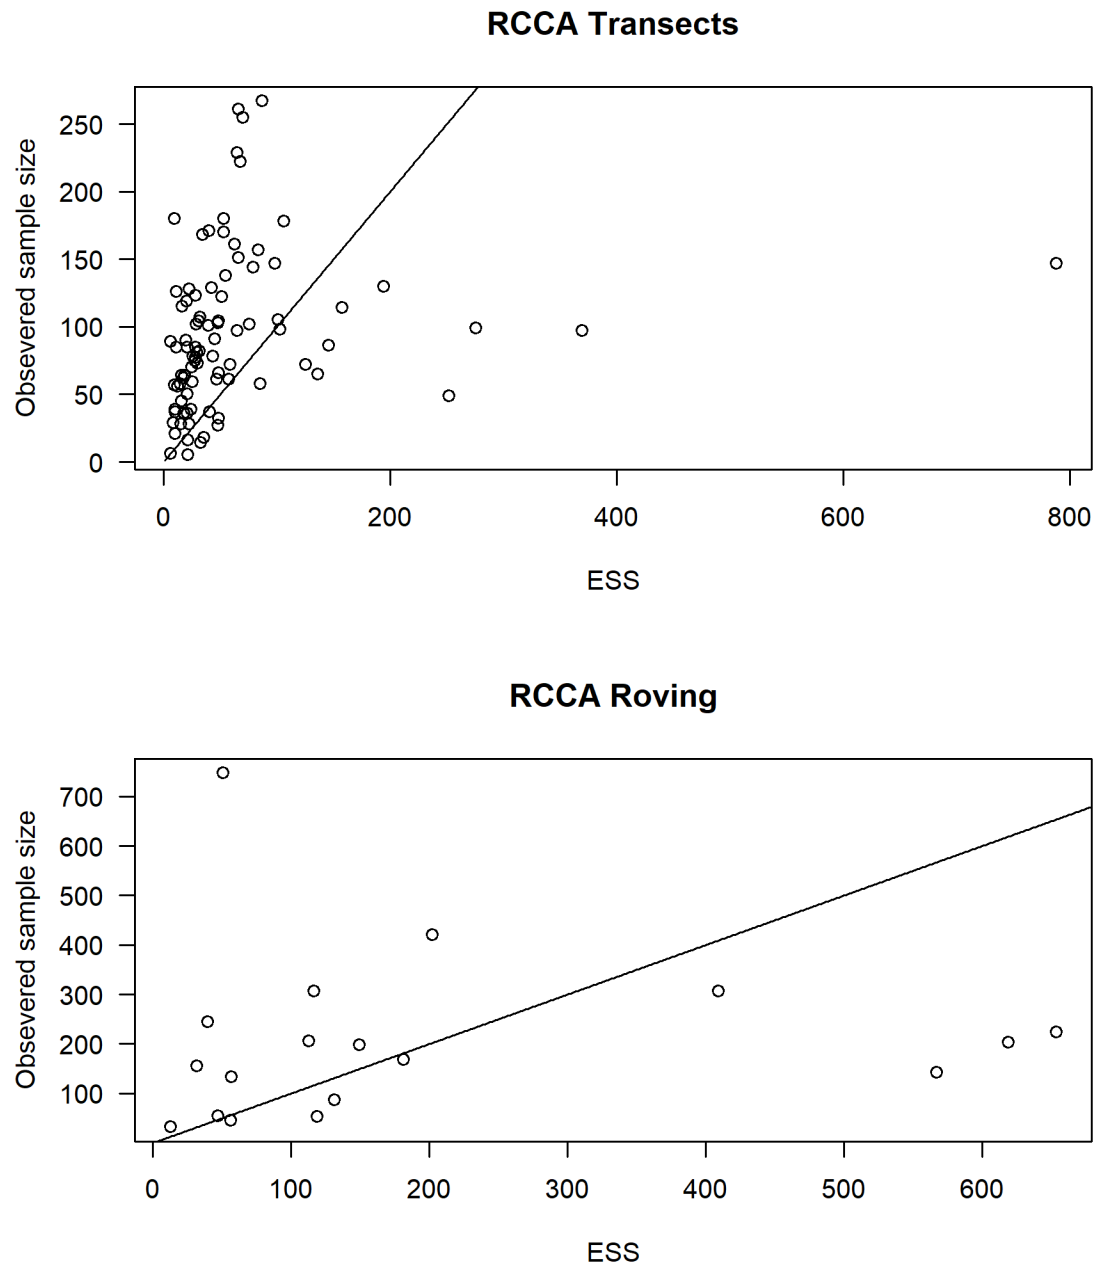 RCCA Transects
Obsevered sample size
250
200
150
100
50
0
0 200 400 600 800
ESS
RCCA Roving
Obsevered sample size
700
600
500
400
300
200
100
0 100 200 300 400 500 600
ESS